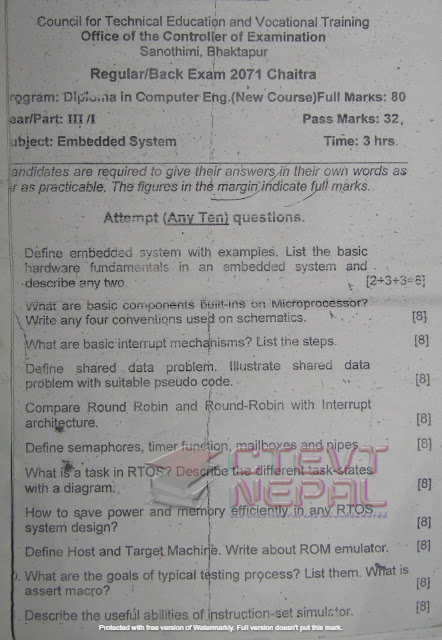 Council for Technical Education and Vocational Training
Office of the Controller of Examination
Sanothimi, Bhaktapur
Regular/Back Exam 2071 Chaitra
rogram: Diploma in Computer Eng.(New Course)Full Marks: 80
ear/Part: III /I Pass Marks: 32
ubject: Embedded System Time: 3 hrs.
andidates are required to give their answers in their own words as
r as practicable. The figures in the margin indicate full marks.
Attempt (Any Ten) questions.
Define embedded system with examples. List the basic
hardware fundamentals in an embedded system and
describe any two. [2+3+3=8]
What are basic components built-ins on Microprocessor?
Write any four conventions used on schematics. [8]
What are basic interrupt mechanisms? List the steps. [8]
Define shared data problem. Illustrate shared data
problem with suitable pseudo code. [8]
Compare Round Robin and Round-Robin with Interrupt
architecture. [8]
Define semaphores, timer function, mailboxes and pipes. [8]
What is a task in RTOS? Describe the different task-states
with a diagram. [8]
How to save power and memory efficiently in any RTOS
system design? [8]
Define Host and Target Machine. Write about ROM emulator. [8]
). What are the goals of typical testing process? List them. What is
assert macro? [8]
Describe the useful abilities of instruction-set simulator. [8]
CTEVT
NEPAL
Protected with free version of Watermarkly. Full version doesn't put this mark.